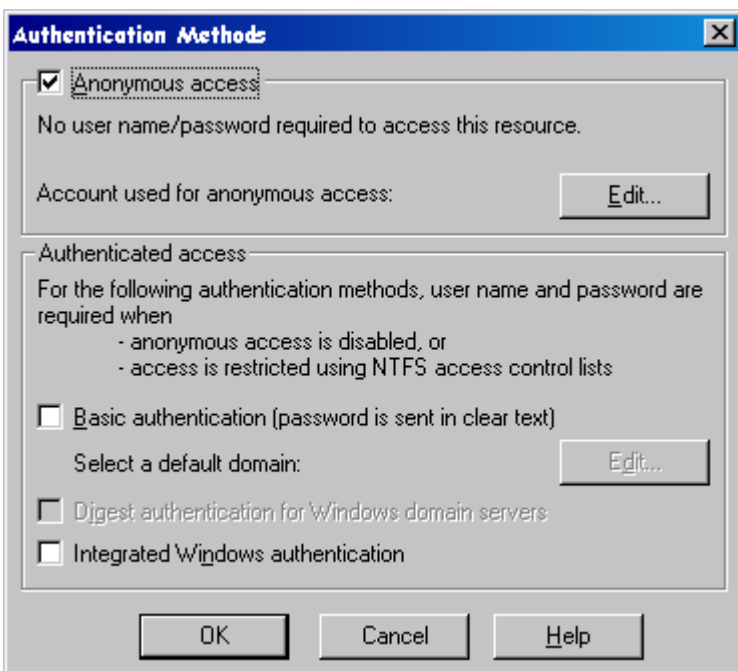 Authentication Methods
Anonymous access
No user name/password required to access this resource.
Account used for anonymous access:
Edit...
Authenticated access
For the following authentication methods, user name and password are
required when
- anonymous access is disabled, or
- access is restricted using NTFS access control lists
Basic authentication (password is sent in clear text)
Select a default domain:
Edit...
Digest authentication for Windows domain servers
Integrated Windows authentication
OK
Cancel
Help